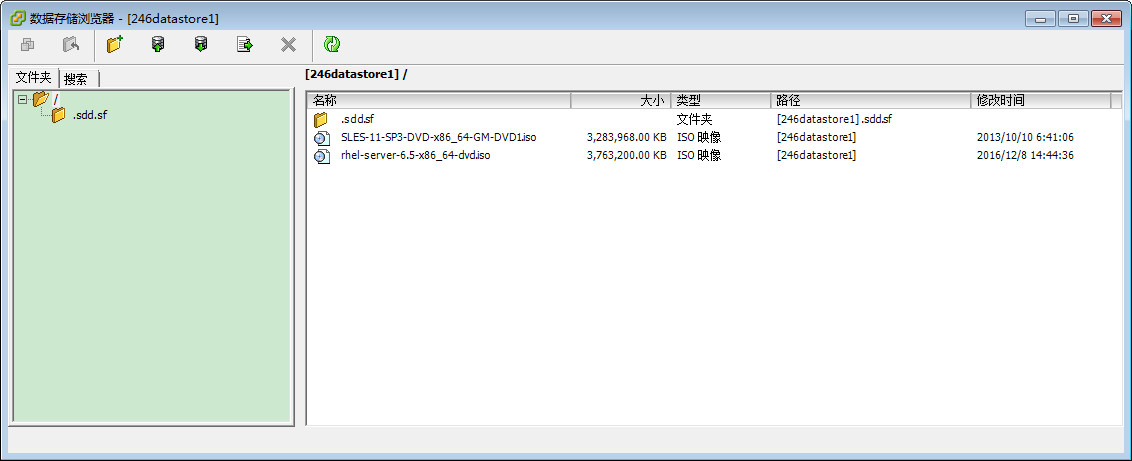 数据存储浏览器 - [246datastore1]
文件夹 搜索
/
.sdd.sf
[246datastore1] /
名称 大小 类型 路径 修改时间
.sdd.sf 文件夹 [246datastore1] .sdd.sf
SLES-11-SP3-DVD-x86_64-GM-DVD1.iso 3,283,968.00 KB ISO 映像 [246datastore1] 2013/10/10 6:41:06
rhel-server-6.5-x86_64-dvd.iso 3,763,200.00 KB ISO 映像 [246datastore1] 2016/12/8 14:44:36